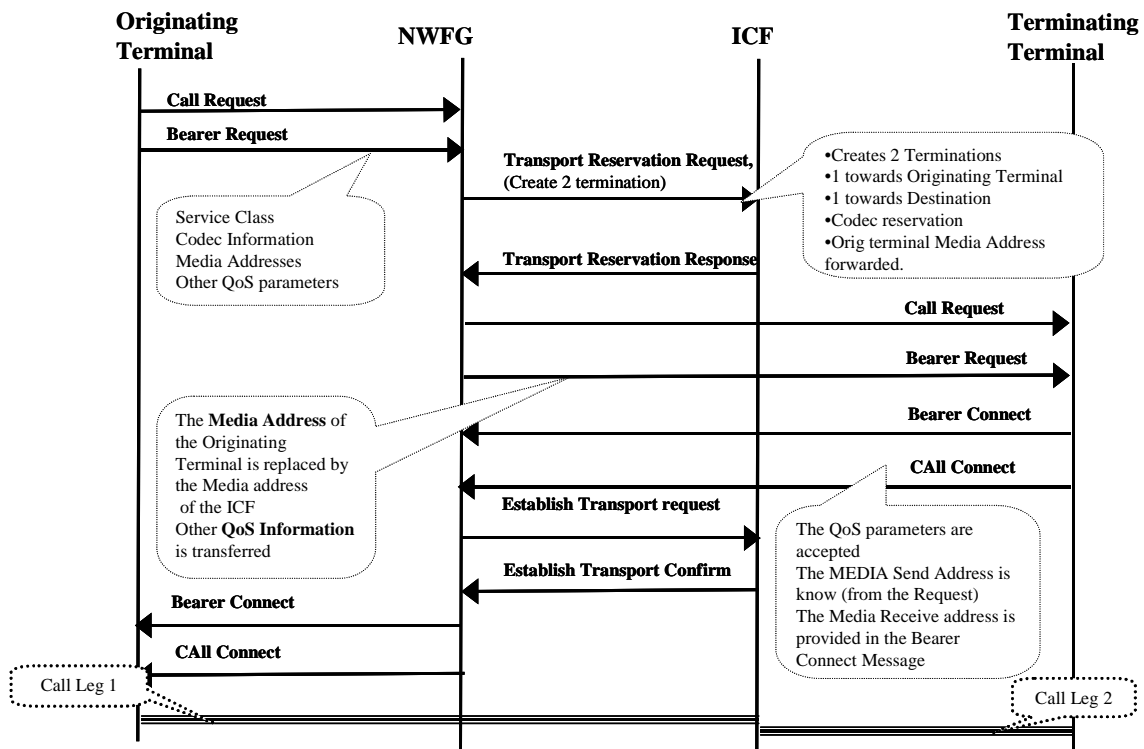 Originating
Terminal
NWFG
ICF
Terminating
Terminal
Call Request
Bearer Request
Transport Reservation Request,
(Create 2 termination)
•Creates 2 Terminations
•1 towards Originating Terminal
•1 towards Destination
•Codec reservation
•Orig terminal Media Address
forwarded.
Service Class
Codec Information
Media Addresses
Other QoS parameters
Transport Reservation Response
Call Request
Bearer Request
The Media Address of
the Originating
Terminal is replaced by
the Media address
of the ICF
Other QoS Information
is transferred
Bearer Connect
CAll Connect
Establish Transport request
The QoS parameters are
accepted
The MEDIA Send Address is
know (from the Request)
The Media Receive address is
provided in the Bearer
Connect Message
Establish Transport Confirm
Bearer Connect
CAll Connect
Call Leg 1
Call Leg 2